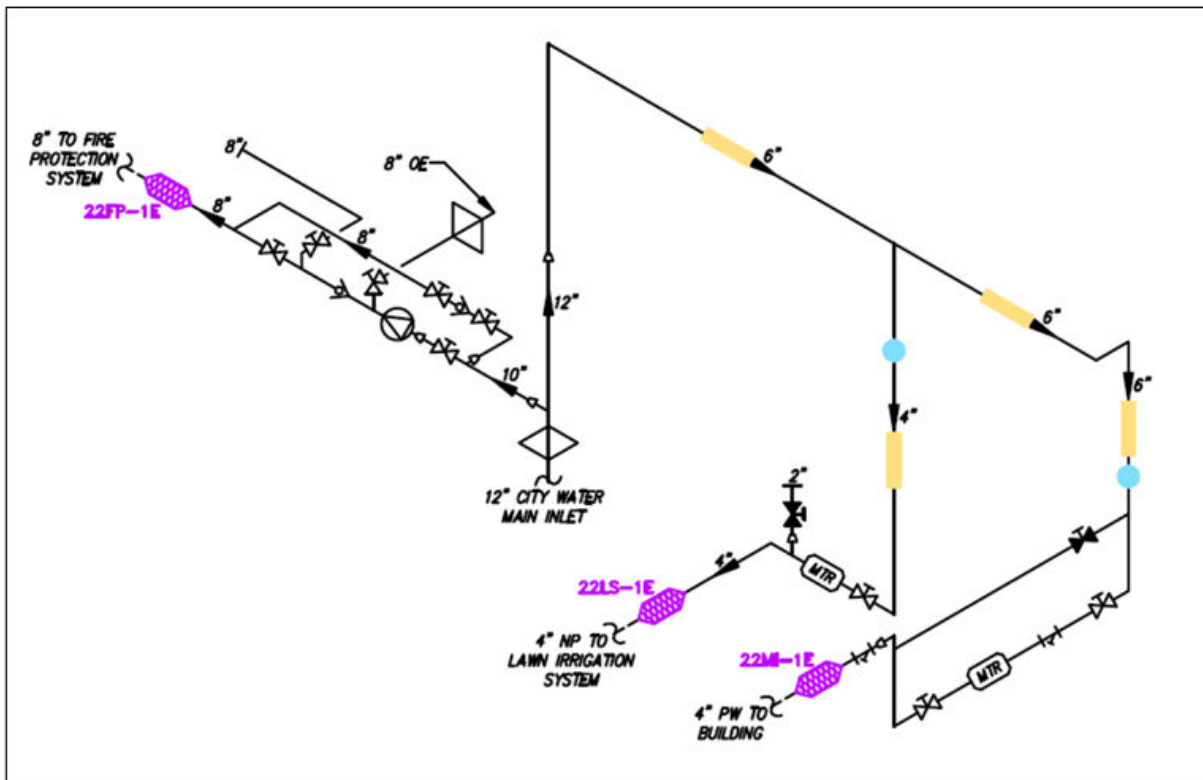 8" TO FIRE
PROTECTION
SYSTEM
22FP-1E
8"
8"
8"
8" OE
12"
10"
12" CITY WATER
MAIN INLET
6"
6"
6"
4"
2"
MTR
4"
22LS-1E
4" NP TO
LAWN IRRIGATION
SYSTEM
22MI-1E
MTR
4" PW TO
BUILDING